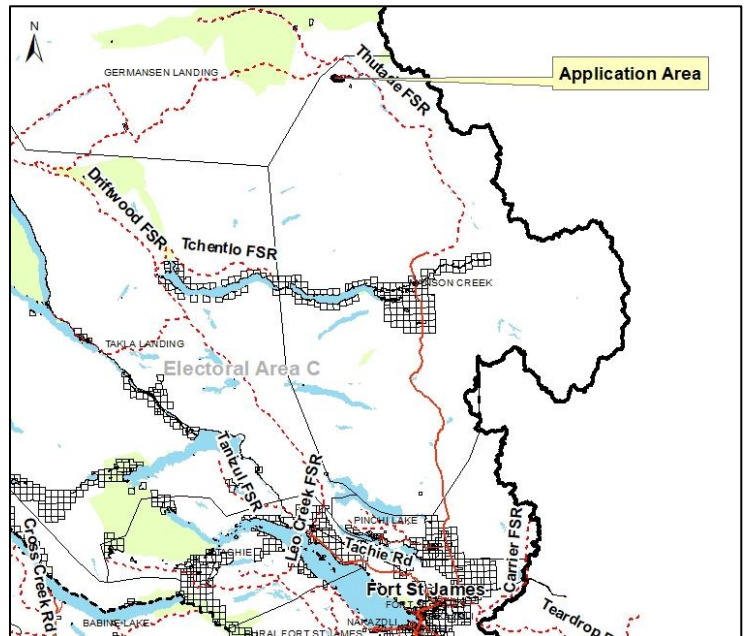 N
GERMANSEN LANDING
Thutade FSR
Application Area
Driftwood FSR
Tchentlo FSR
TAKLA LANDING
Electoral Area C
Tanizul FSR
Leo Creek FSR
PINCHI LAKE
Carrier FSR
Cross Creek Rd
Tachie Rd
Fort St James
BABINE LAKE
NAKAZDLI
Teardrop